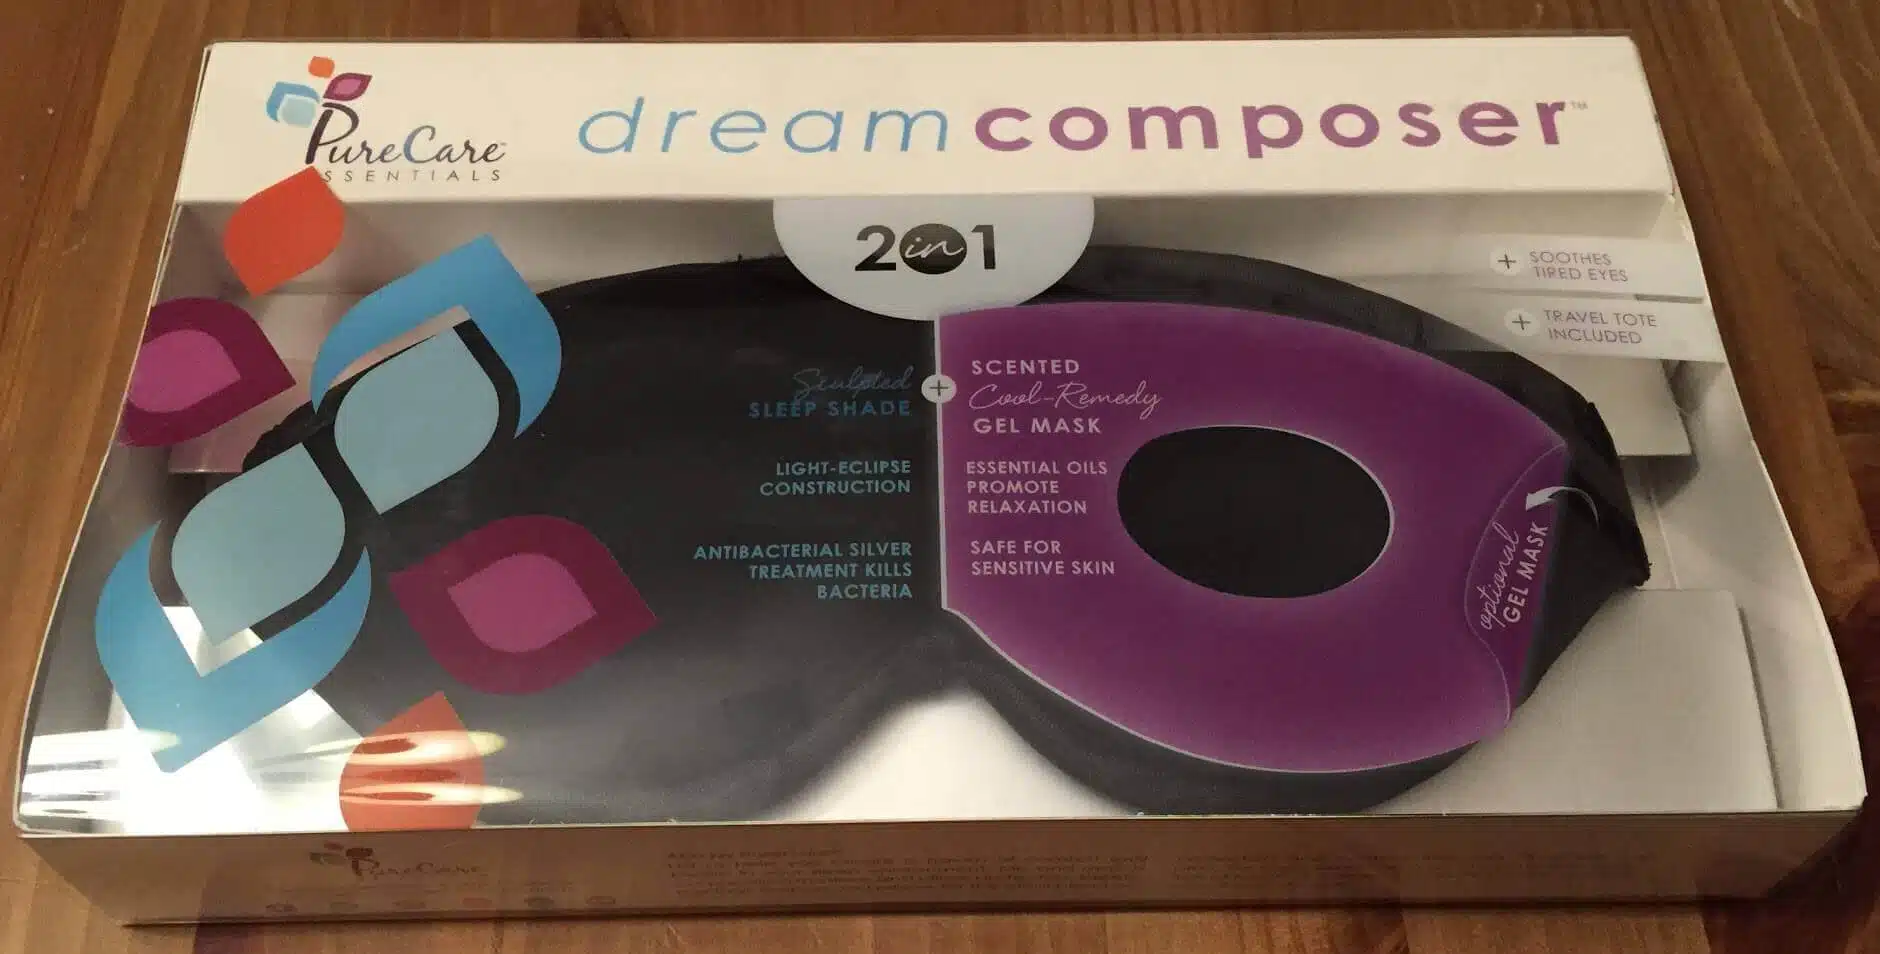 PureCare™
ESSENTIALS
dreamcomposer™
2in1
+ SOOTHES
TIRED EYES
+ TRAVEL TOTE
INCLUDED
Sculpted
SLEEP SHADE
LIGHT-ECLIPSE
CONSTRUCTION
ANTIBACTERIAL SILVER
TREATMENT KILLS
BACTERIA
+
SCENTED
Cool-Remedy
GEL MASK
ESSENTIAL OILS
PROMOTE
RELAXATION
SAFE FOR
SENSITIVE SKIN
optional
GEL MASK
PureCare